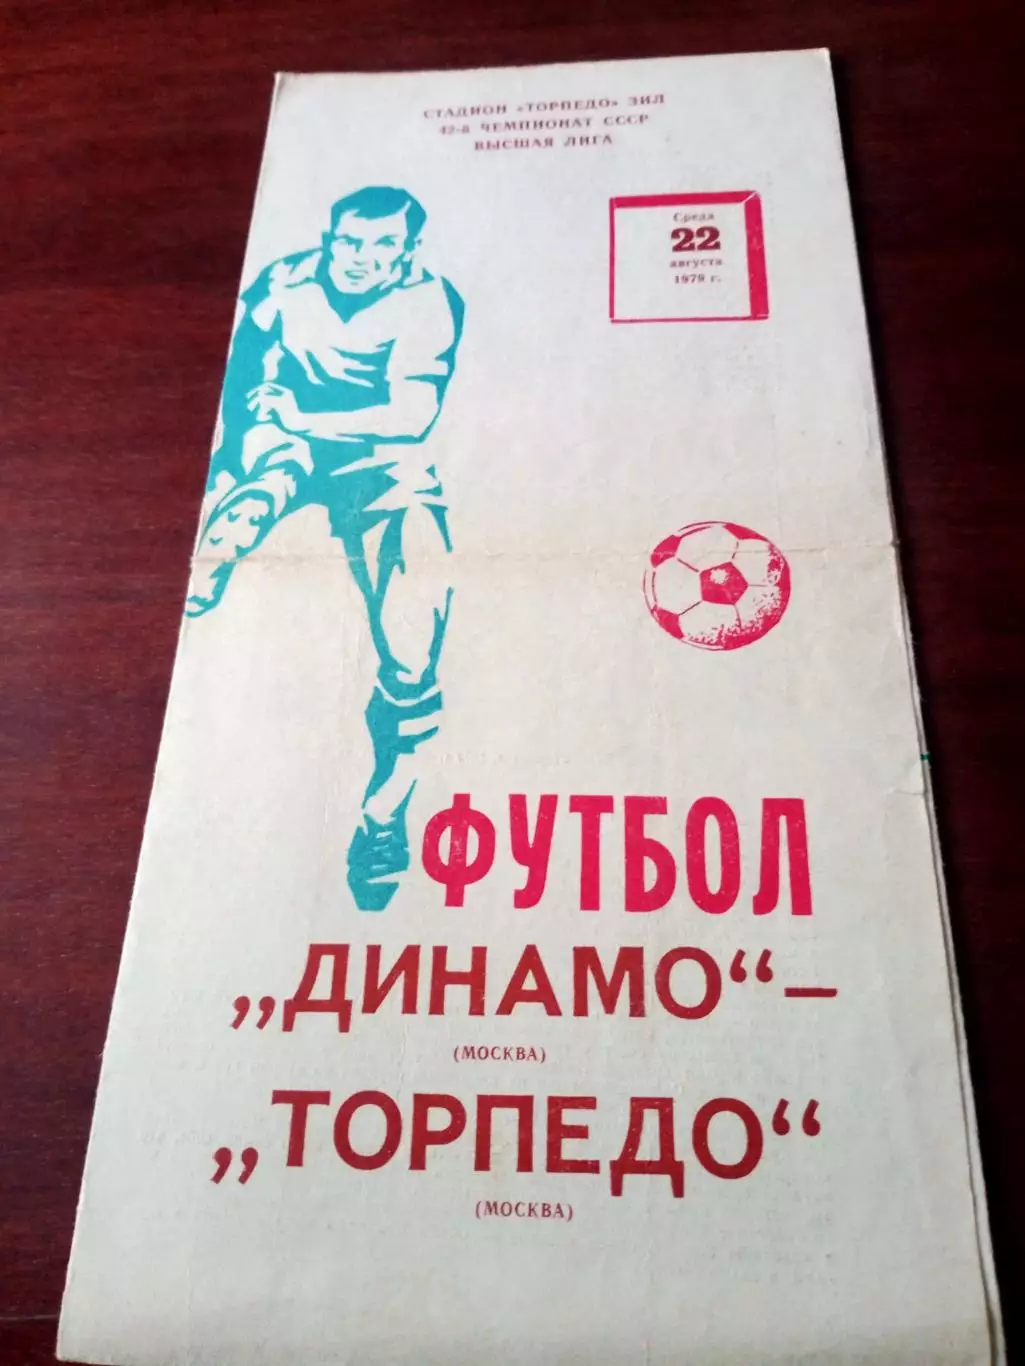 СТАДИОН «ТОРПЕДО» ЗИЛ
42-й ЧЕМПИОНАТ СССР
ВЫСШАЯ ЛИГА
Среда
22
августа
1979 г.
ФУТБОЛ
„ДИНАМО“ –
(МОСКВА)
„ТОРПЕДО“
(МОСКВА)